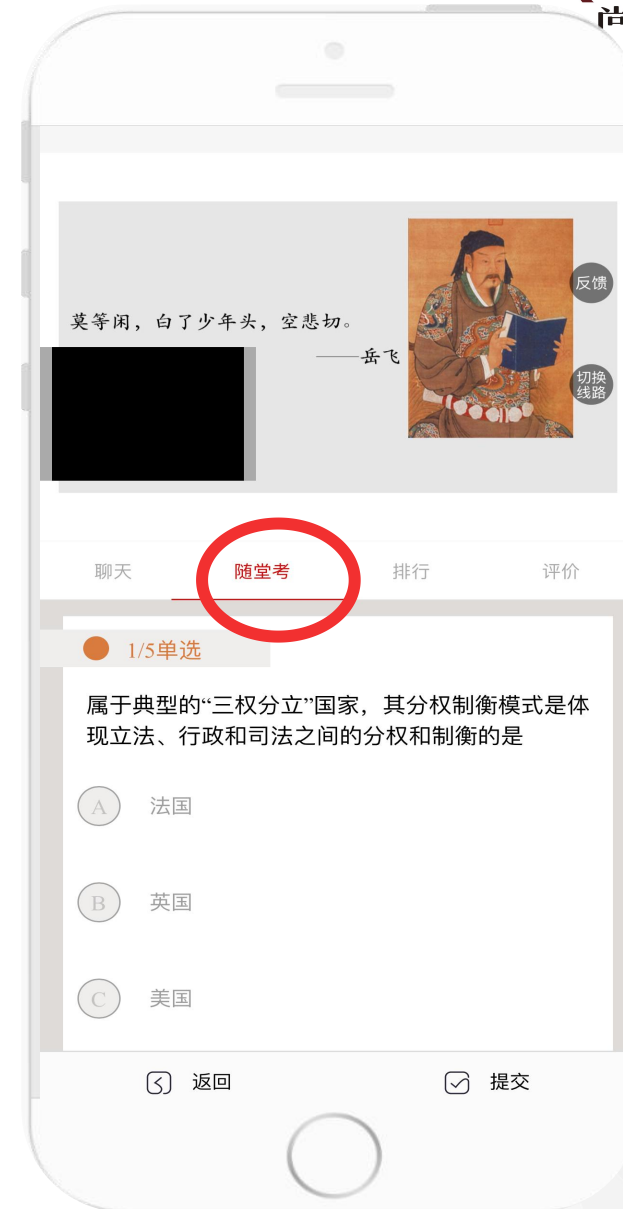 莫等闲，白了少年头，空悲切。
——岳飞
反馈
切换
线路
聊天
随堂考
排行
评价
1/5单选
属于典型的“三权分立”国家，其分权制衡模式是体
现立法、行政和司法之间的分权和制衡的是
A 法国
B 英国
C 美国
返回
提交